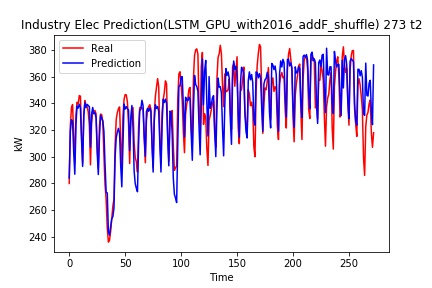 Industry Elec Prediction(LSTM_GPU_with2016_addF_shuffle) 273 t2
Real
Prediction
380
360
340
320
300
280
260
240
kW
0 50 100 150 200 250
Time